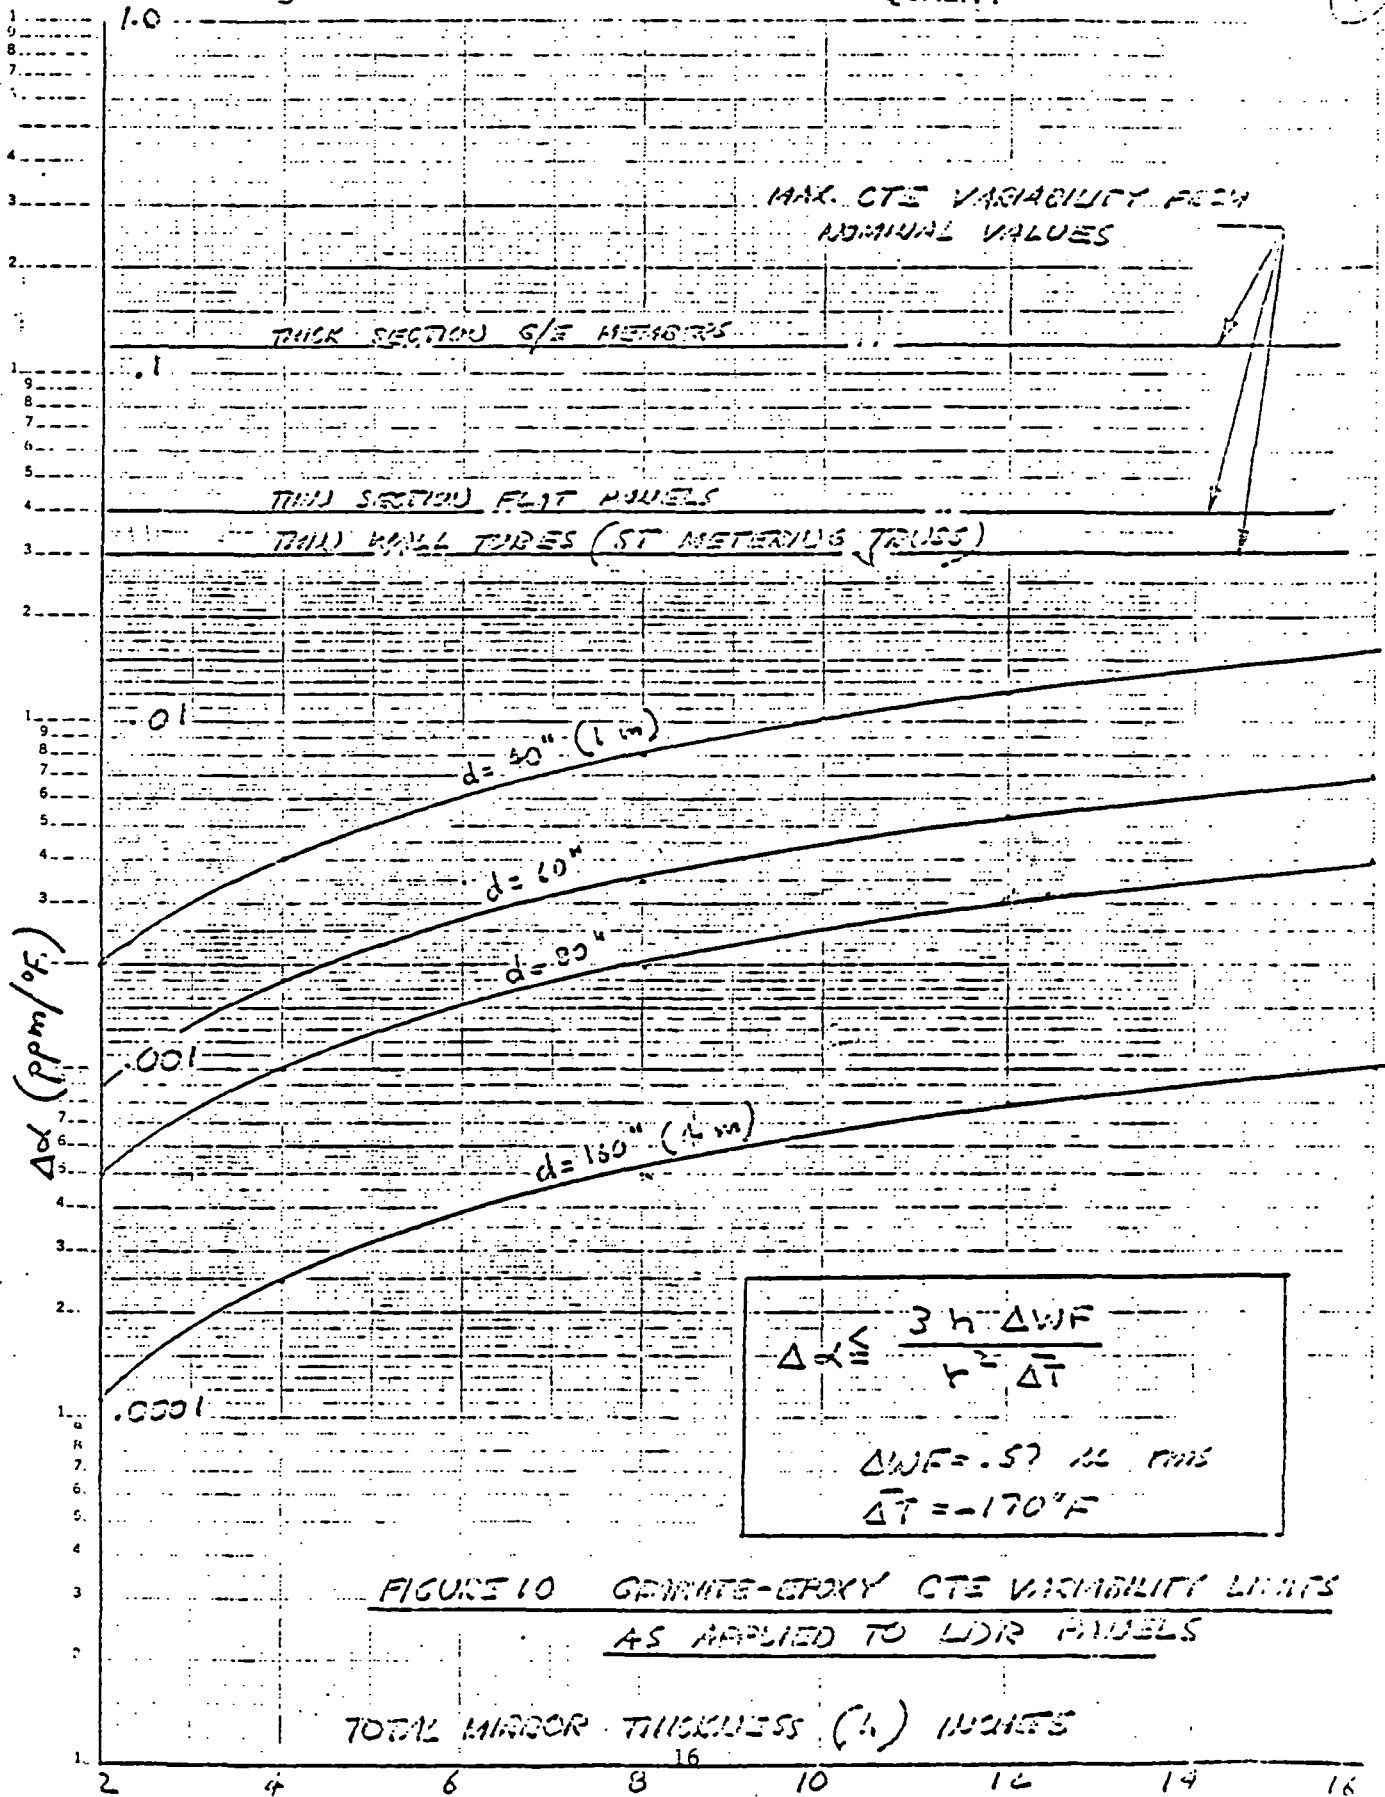 1.0
MAX. CTE VARIABILITY FROM
NOMINAL VALUES
THICK SECTION G/E MEMBERS
.1
THIN SECTION FLAT PANELS
THIN WALL TUBES (ST METERING TRUSS)
.01
d= 40" (1 m)
d= 60"
d= 80"
Δα (ppm/°F)
.001
d= 160" (4 m)
Δα ≦ 3 h ΔWF
r² Δ̅T
.0001
ΔWF = .57 μ rms
Δ̅T = -170°F
FIGURE 10 GRAPHITE-EPOXY CTE VARIABILITY LIMITS
AS APPLIED TO LDR PANELS
TOTAL MIRROR THICKNESS (h) INCHES
16
2 4 6 8 10 12 14 16